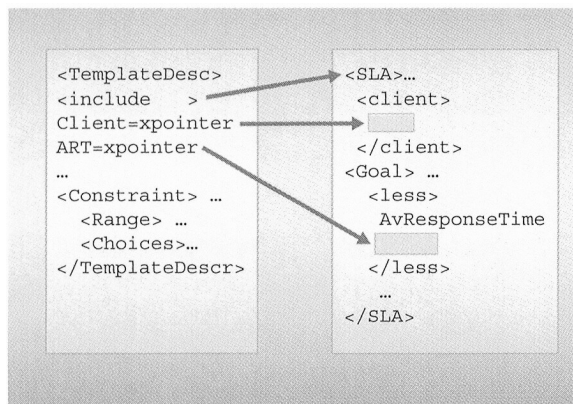 <TemplateDesc>
<include >
Client=xpointer
ART=xpointer
…
<Constraint> …
<Range> …
<Choices>…
</TemplateDescr>
<SLA>…
<client>
</client>
<Goal> …
<less>
AvResponseTime
</less>
…
</SLA>